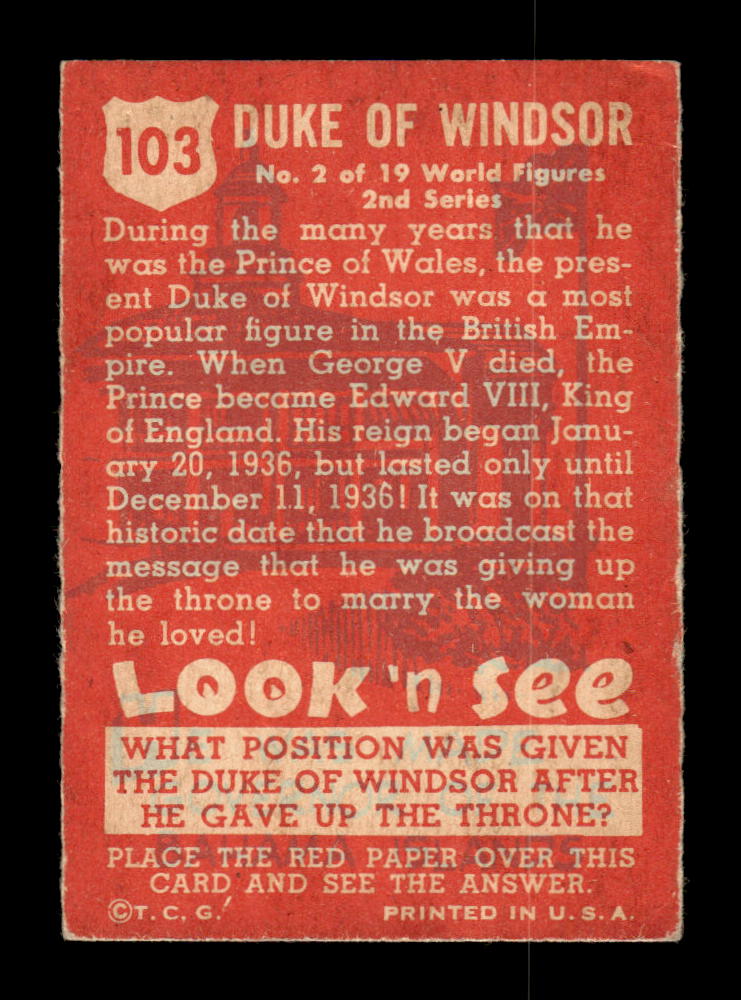 103
DUKE OF WINDSOR
No. 2 of 19 World Figures
2nd Series
During the many years that he
was the Prince of Wales, the pres-
ent Duke of Windsor was a most
popular figure in the British Em-
pire. When George V died, the
Prince became Edward VIII, King
of England. His reign began Janu-
ary 20, 1936, but lasted only until
December 11, 1936! It was on that
historic date that he broadcast the
message that he was giving up
the throne to marry the woman
he loved!
LOOK 'n See
WHAT POSITION WAS GIVEN
THE DUKE OF WINDSOR AFTER
HE GAVE UP THE THRONE?
PLACE THE RED PAPER OVER THIS
CARD AND SEE THE ANSWER.
©T. C. G.
PRINTED IN U. S. A.